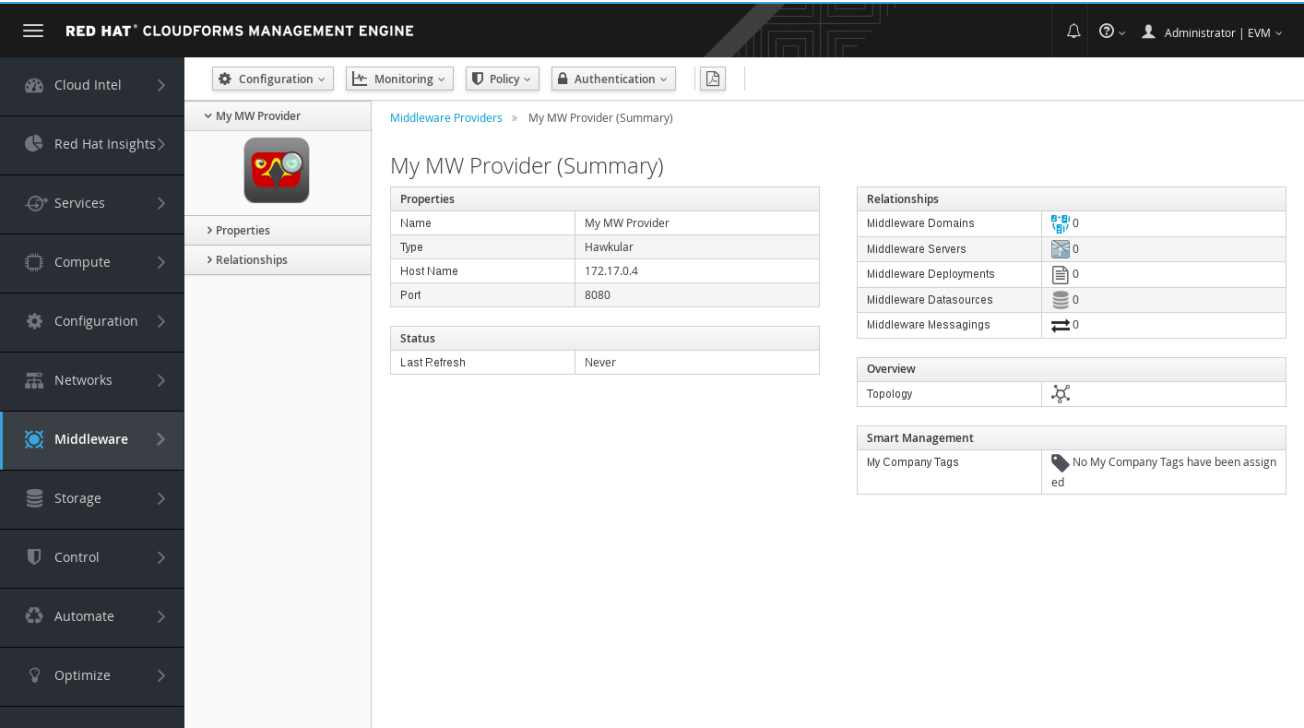 RED HAT® CLOUDFORMS MANAGEMENT ENGINE
Administrator | EVM
Cloud Intel
Red Hat Insights
Services
Compute
Configuration
Networks
Middleware
Storage
Control
Automate
Optimize
Configuration
Monitoring
Policy
Authentication
My MW Provider
Properties
Relationships
Middleware Providers » My MW Provider (Summary)
My MW Provider (Summary)
Properties
Name My MW Provider
Type Hawkular
Host Name 172.17.0.4
Port 8080
Status
Last Refresh Never
Relationships
Middleware Domains 0
Middleware Servers 0
Middleware Deployments 0
Middleware Datasources 0
Middleware Messagings 0
Overview
Topology
Smart Management
My Company Tags No My Company Tags have been assign
ed